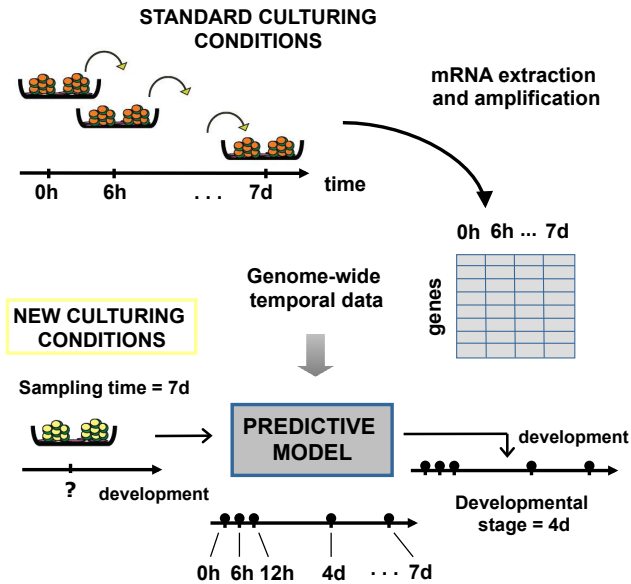 STANDARD CULTURING
CONDITIONS
mRNA extraction
and amplification
0h 6h . . . 7d time
0h 6h ... 7d
genes
Genome-wide
temporal data
NEW CULTURING
CONDITIONS
Sampling time = 7d
PREDICTIVE
MODEL
development
? development
Developmental
stage = 4d
0h 6h 12h 4d . . . 7d